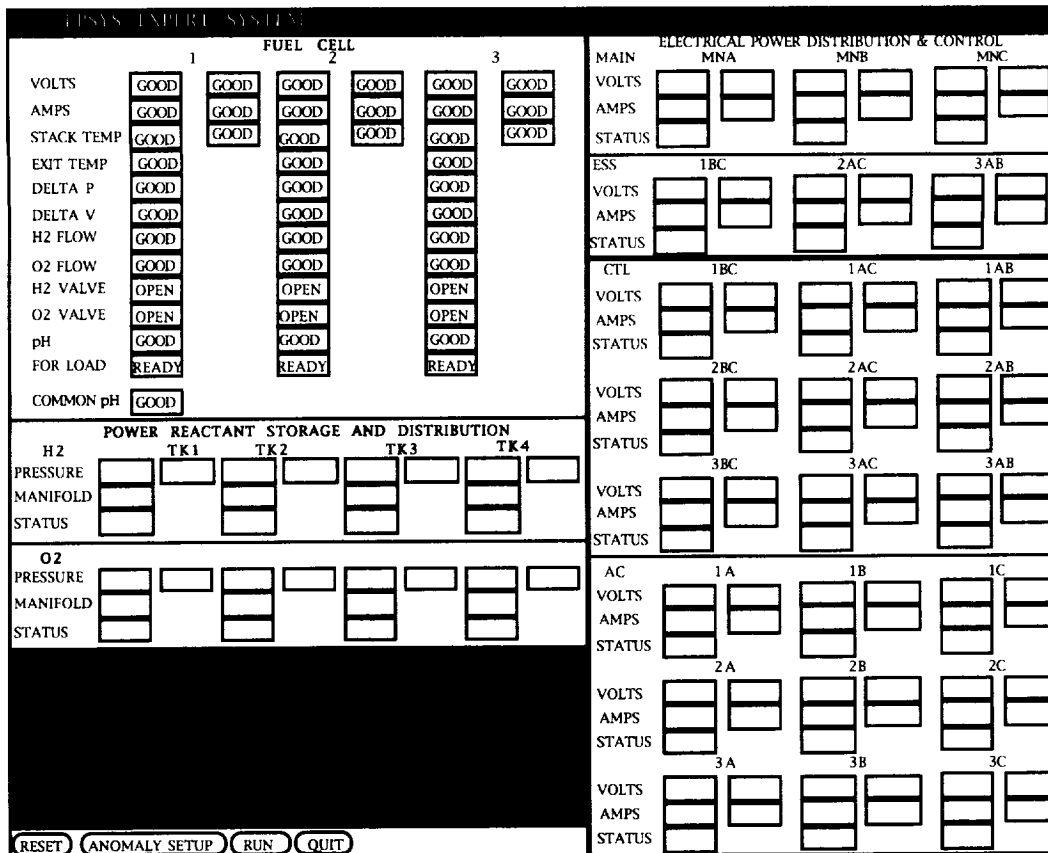 EPSYS EXPERT SYSTEM
FUEL CELL
1 2 3
VOLTS GOOD GOOD GOOD GOOD GOOD GOOD
AMPS GOOD GOOD GOOD GOOD GOOD GOOD
STACK TEMP GOOD GOOD GOOD GOOD GOOD GOOD
EXIT TEMP GOOD GOOD GOOD
DELTA P GOOD GOOD GOOD
DELTA V GOOD GOOD GOOD
H2 FLOW GOOD GOOD GOOD
O2 FLOW GOOD GOOD GOOD
H2 VALVE OPEN OPEN OPEN
O2 VALVE OPEN OPEN OPEN
pH GOOD GOOD GOOD
FOR LOAD READY READY READY
COMMON pH GOOD
POWER REACTANT STORAGE AND DISTRIBUTION
H2 TK1 TK2 TK3 TK4
PRESSURE
MANIFOLD
STATUS
O2
PRESSURE
MANIFOLD
STATUS
RESET ANOMALY SETUP RUN QUIT
ELECTRICAL POWER DISTRIBUTION & CONTROL
MAIN MNA MNB MNC
VOLTS
AMPS
STATUS
ESS 1BC 2AC 3AB
VOLTS
AMPS
STATUS
CTL 1BC 1AC 1AB
VOLTS
AMPS
STATUS
2BC 2AC 2AB
VOLTS
AMPS
STATUS
3BC 3AC 3AB
VOLTS
AMPS
STATUS
AC 1A 1B 1C
VOLTS
AMPS
STATUS
2A 2B 2C
VOLTS
AMPS
STATUS
3A 3B 3C
VOLTS
AMPS
STATUS